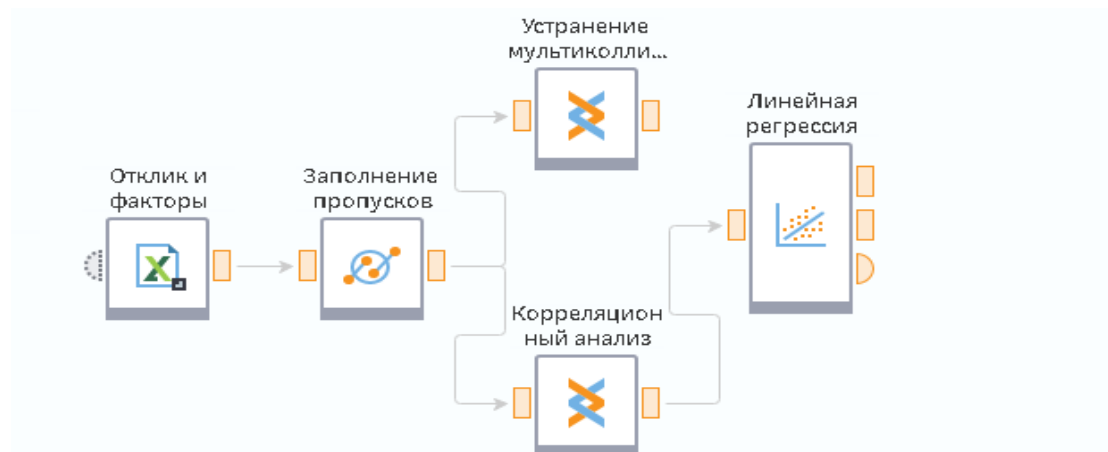 Устранение
мультиколли...
Линейная
регрессия
Отклик и
факторы
Заполнение
пропусков
Корреляцион
ный анализ